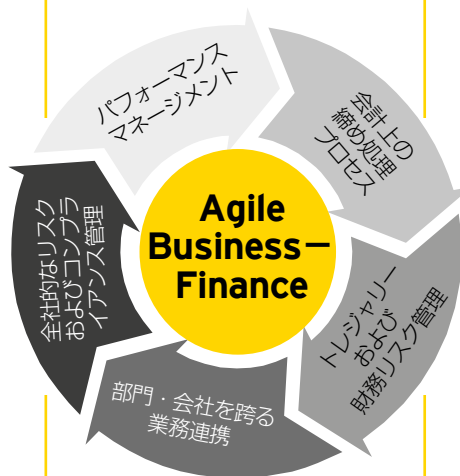 パフォーマンス
マネージメント
会計上の
締め処理
プロセス
Agile
Business—
Finance
全社的なリスク
およびコンプラ
イアンス管理
トレジャリー
および
財務リスク管理
部門・会社を跨る
業務連携